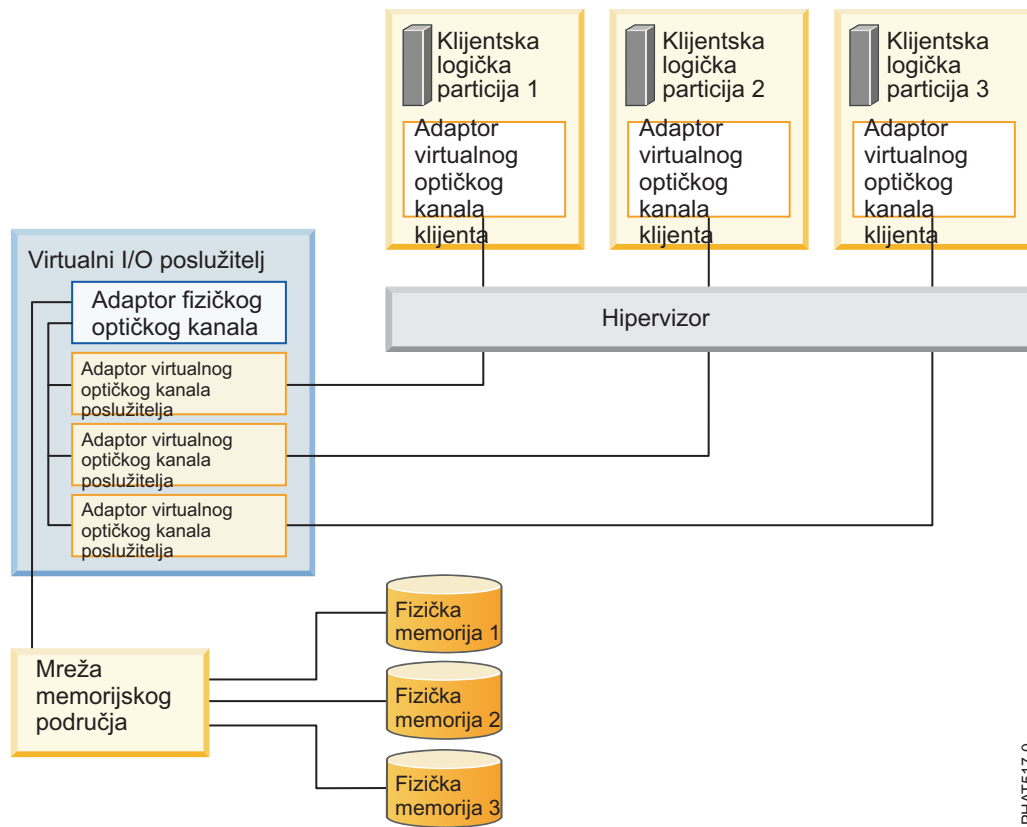 Klijentska
logička
particija 1
Adaptor
virtualnog
optičkog
kanala
klijenta
Klijentska
logička
particija 2
Adaptor
virtualnog
optičkog
kanala
klijenta
Klijentska
logička
particija 3
Adaptor
virtualnog
optičkog
kanala
klijenta
Virtualni I/O poslužitelj
Adaptor fizičkog
optičkog kanala
Adaptor virtualnog
optičkog kanala
poslužitelja
Adaptor virtualnog
optičkog kanala
poslužitelja
Adaptor virtualnog
optičkog kanala
poslužitelja
Hipervizor
Mreža
memorijskog
područja
Fizička
memorija 1
Fizička
memorija 2
Fizička
memorija 3
PHAT517-0